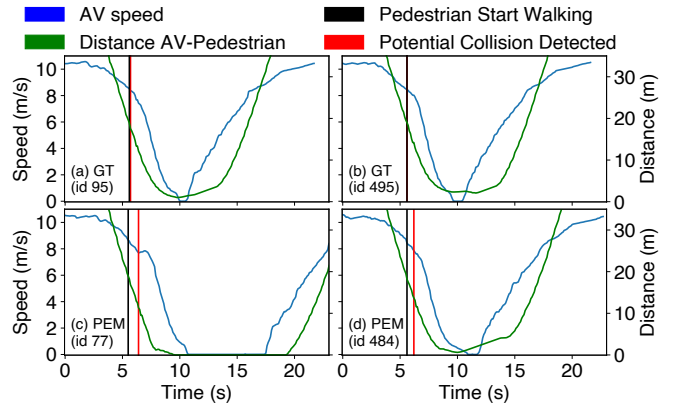 AV speed
Pedestrian Start Walking
Distance AV-Pedestrian
Potential Collision Detected
Speed (m/s)
10
8
6
4
2
0
(a) GT
(id 95)
(b) GT
(id 495)
30
20
10
0
Distance (m)
Speed (m/s)
10
8
6
4
2
0
(c) PEM
(id 77)
0 5 10 15 20
Time (s)
(d) PEM
(id 484)
0 5 10 15 20
Time (s)
30
20
10
0
Distance (m)